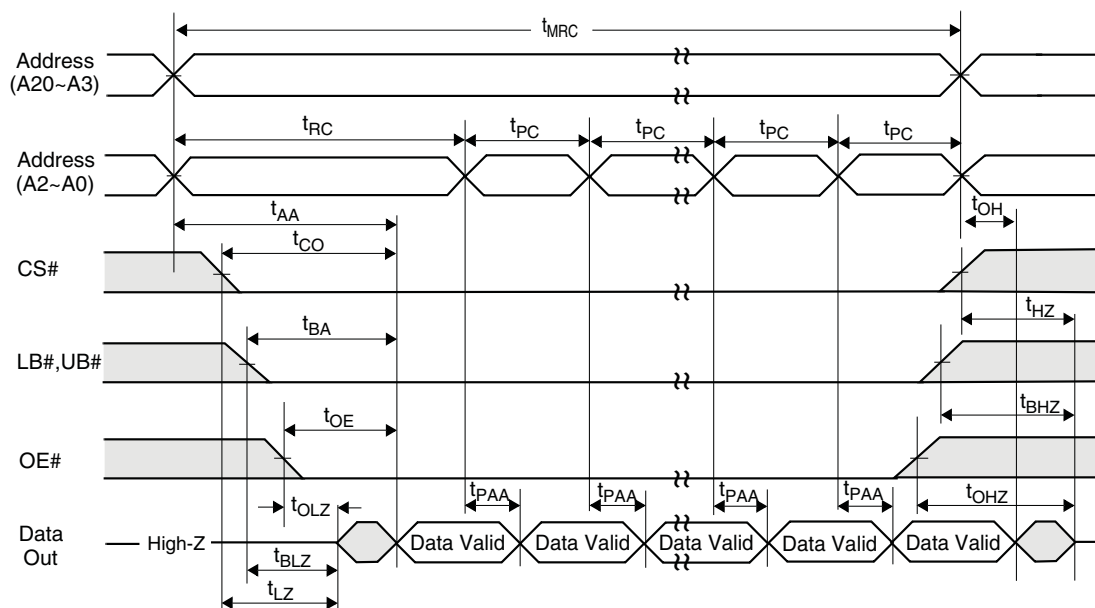 tMRC
Address
(A20~A3)
tRC tPC tPC tPC tPC
Address
(A2~A0)
tAA tOH
tCO
CS#
tHZ
tBA
LB#,UB#
tBHZ
tOE
OE#
tPAA tPAA tPAA tPAA
tOLZ tOHZ
Data
Out
High-Z Data Valid Data Valid Data Valid Data Valid Data Valid
tBLZ
tLZ